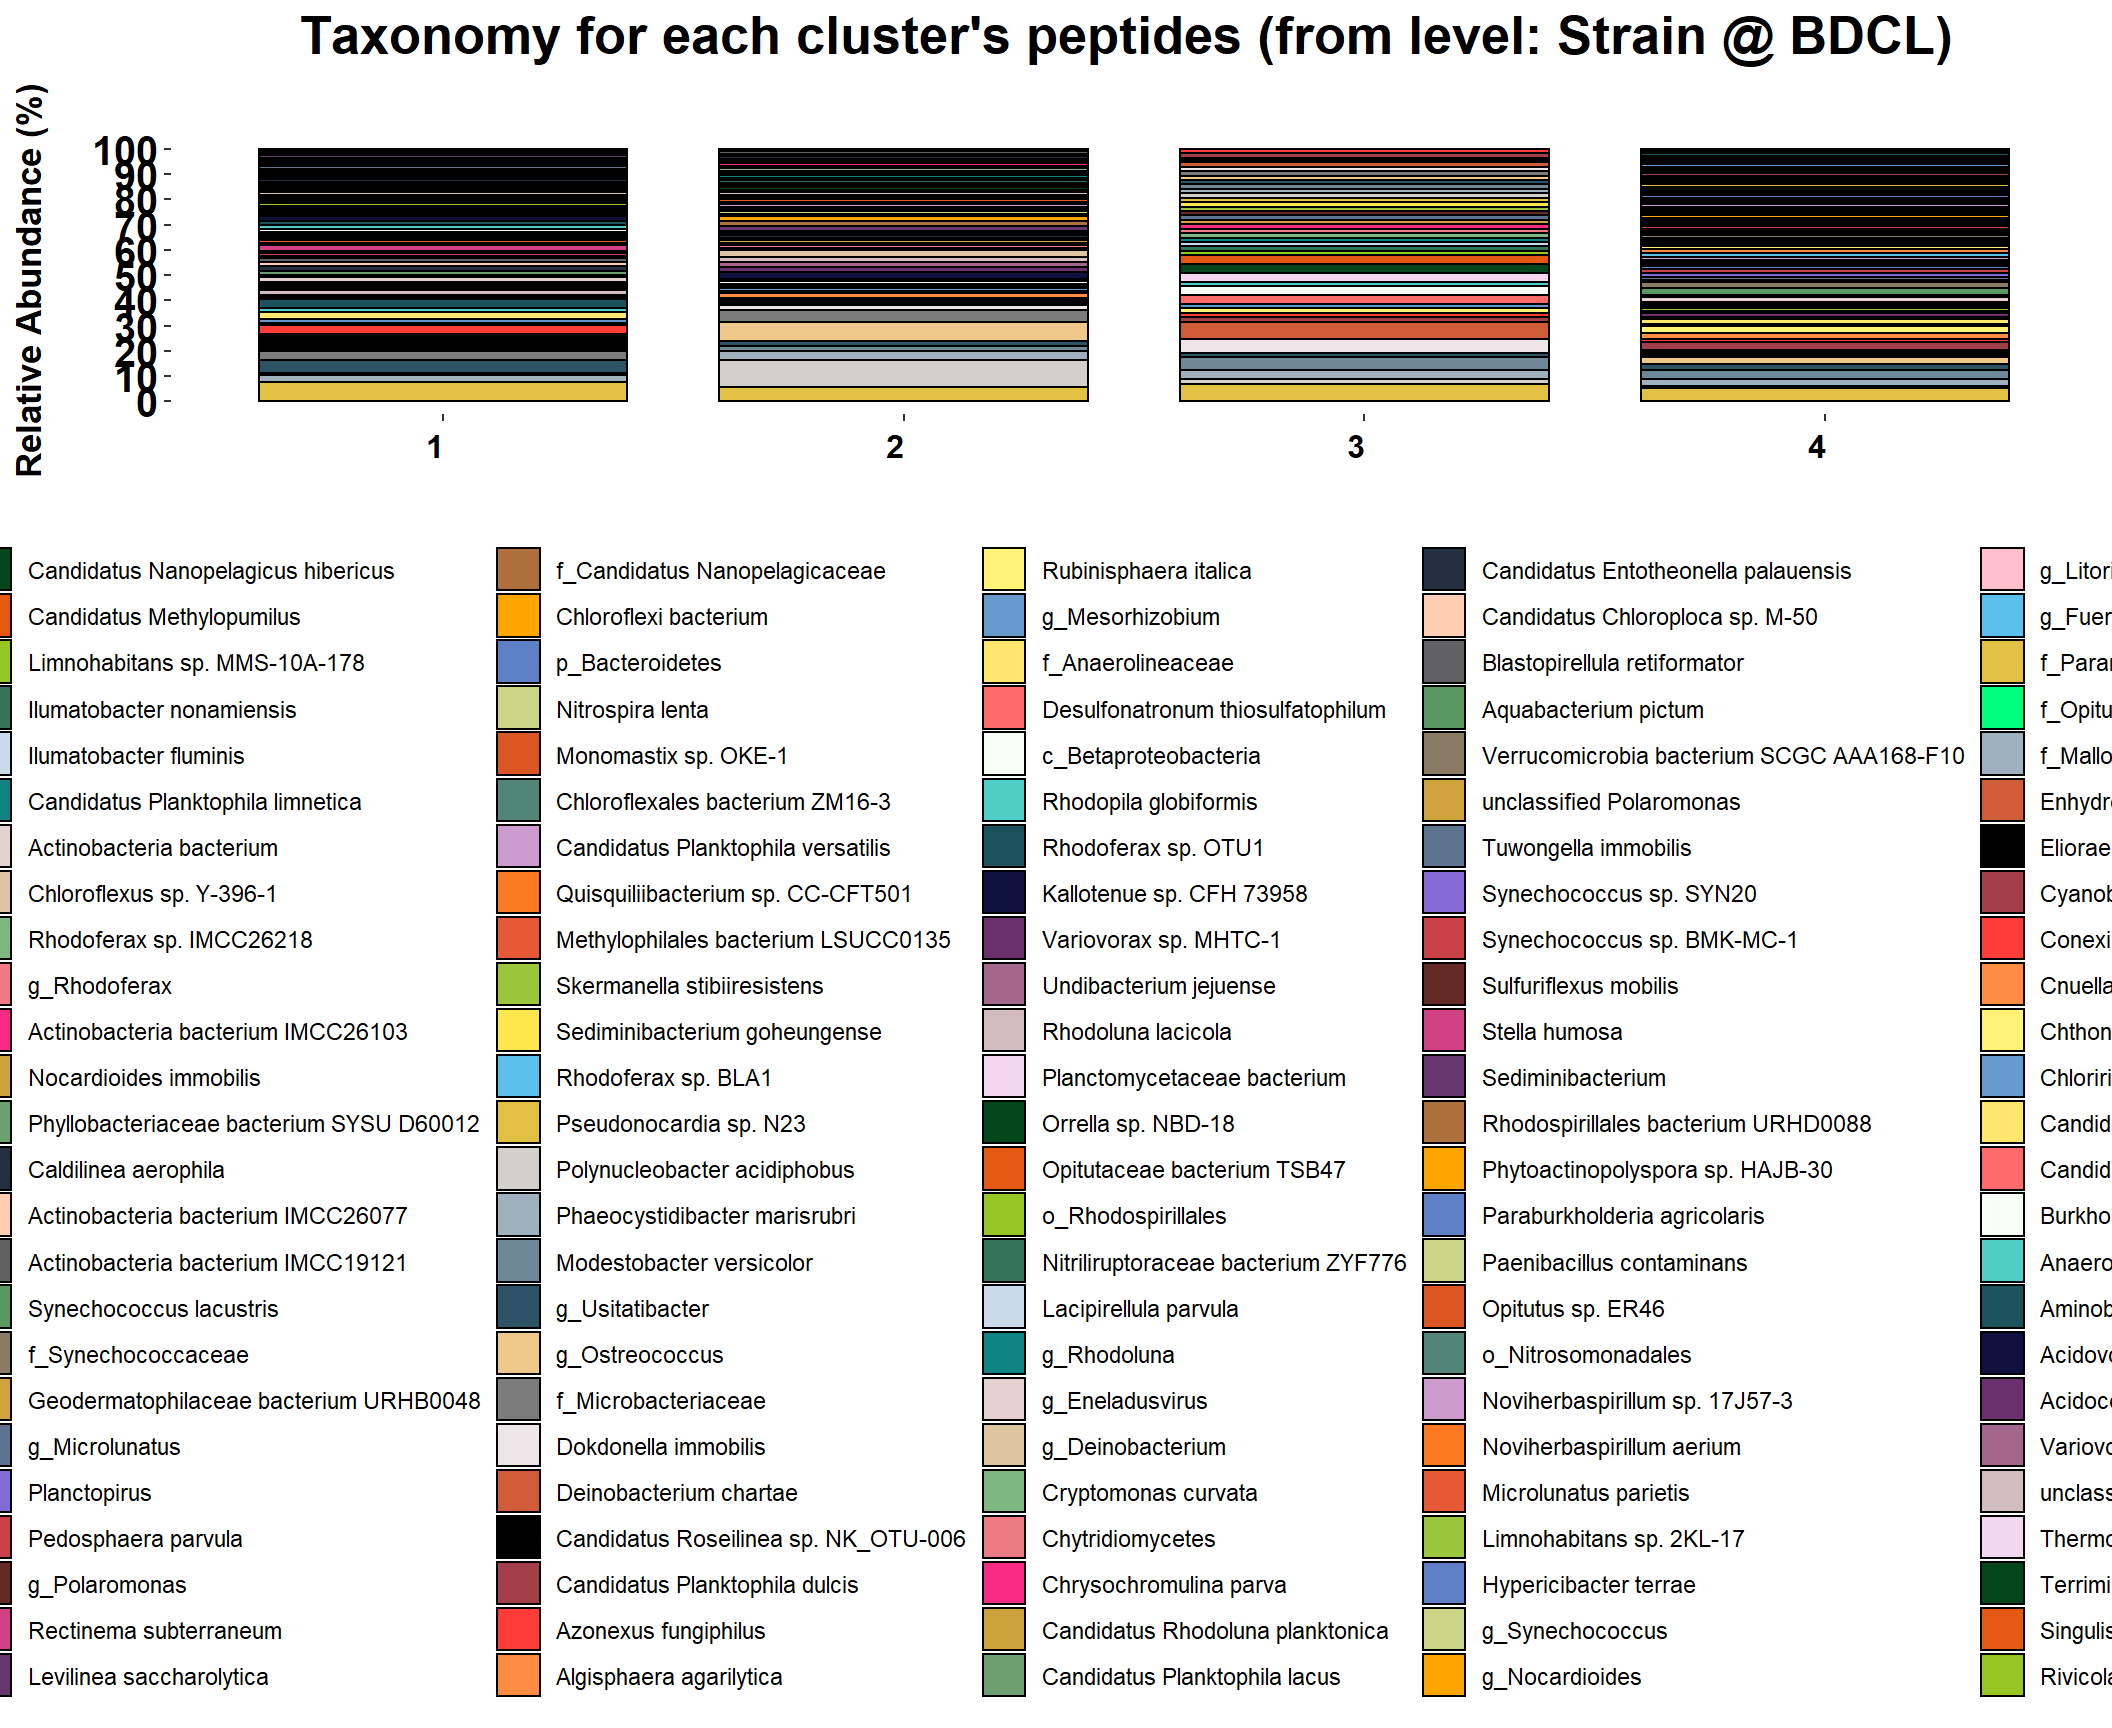 Taxonomy for each cluster's peptides (from level: Strain @ BDCL)
Relative Abundance (%)
100
90
80
70
60
50
40
30
20
10
0
1
2
3
4
Candidatus Nanopelagicus hibericus
Candidatus Methylopumilus
Limnohabitans sp. MMS-10A-178
Ilumatobacter nonamiensis
Ilumatobacter fluminis
Candidatus Planktophila limnetica
Actinobacteria bacterium
Chloroflexus sp. Y-396-1
Rhodoferax sp. IMCC26218
g_Rhodoferax
Actinobacteria bacterium IMCC26103
Nocardioides immobilis
Phyllobacteriaceae bacterium SYSU D60012
Caldilinea aerophila
Actinobacteria bacterium IMCC26077
Actinobacteria bacterium IMCC19121
Synechococcus lacustris
f_Synechococcaceae
Geodermatophilaceae bacterium URHB0048
g_Microlunatus
Planctopirus
Pedosphaera parvula
g_Polaromonas
Rectinema subterraneum
Levilinea saccharolytica
f_Candidatus Nanopelagicaceae
Chloroflexi bacterium
p_Bacteroidetes
Nitrospira lenta
Monomastix sp. OKE-1
Chloroflexales bacterium ZM16-3
Candidatus Planktophila versatilis
Quisquiliibacterium sp. CC-CFT501
Methylophilales bacterium LSUCC0135
Skermanella stibiiresistens
Sediminibacterium goheungense
Rhodoferax sp. BLA1
Pseudonocardia sp. N23
Polynucleobacter acidiphobus
Phaeocystidibacter marisrubri
Modestobacter versicolor
g_Usitatibacter
g_Ostreococcus
f_Microbacteriaceae
Dokdonella immobilis
Deinobacterium chartae
Candidatus Roseilinea sp. NK_OTU-006
Candidatus Planktophila dulcis
Azonexus fungiphilus
Algisphaera agarilytica
Rubinisphaera italica
g_Mesorhizobium
f_Anaerolineaceae
Desulfonatronum thiosulfatophilum
c_Betaproteobacteria
Rhodopila globiformis
Rhodoferax sp. OTU1
Kallotenue sp. CFH 73958
Variovorax sp. MHTC-1
Undibacterium jejuense
Rhodoluna lacicola
Planctomycetaceae bacterium
Orrella sp. NBD-18
Opitutaceae bacterium TSB47
o_Rhodospirillales
Nitriliruptoraceae bacterium ZYF776
Lacipirellula parvula
g_Rhodoluna
g_Eneladusvirus
g_Deinobacterium
Cryptomonas curvata
Chytridiomycetes
Chrysochromulina parva
Candidatus Rhodoluna planktonica
Candidatus Planktophila lacus
Candidatus Entotheonella palauensis
Candidatus Chloroploca sp. M-50
Blastopirellula retiformator
Aquabacterium pictum
Verrucomicrobia bacterium SCGC AAA168-F10
unclassified Polaromonas
Tuwongella immobilis
Synechococcus sp. SYN20
Synechococcus sp. BMK-MC-1
Sulfuriflexus mobilis
Stella humosa
Sediminibacterium
Rhodospirillales bacterium URHD0088
Phytoactinopolyspora sp. HAJB-30
Paraburkholderia agricolaris
Paenibacillus contaminans
Opitutus sp. ER46
o_Nitrosomonadales
Noviherbaspirillum sp. 17J57-3
Noviherbaspirillum aerium
Microlunatus parietis
Limnohabitans sp. 2KL-17
Hypericibacter terrae
g_Synechococcus
g_Nocardioides